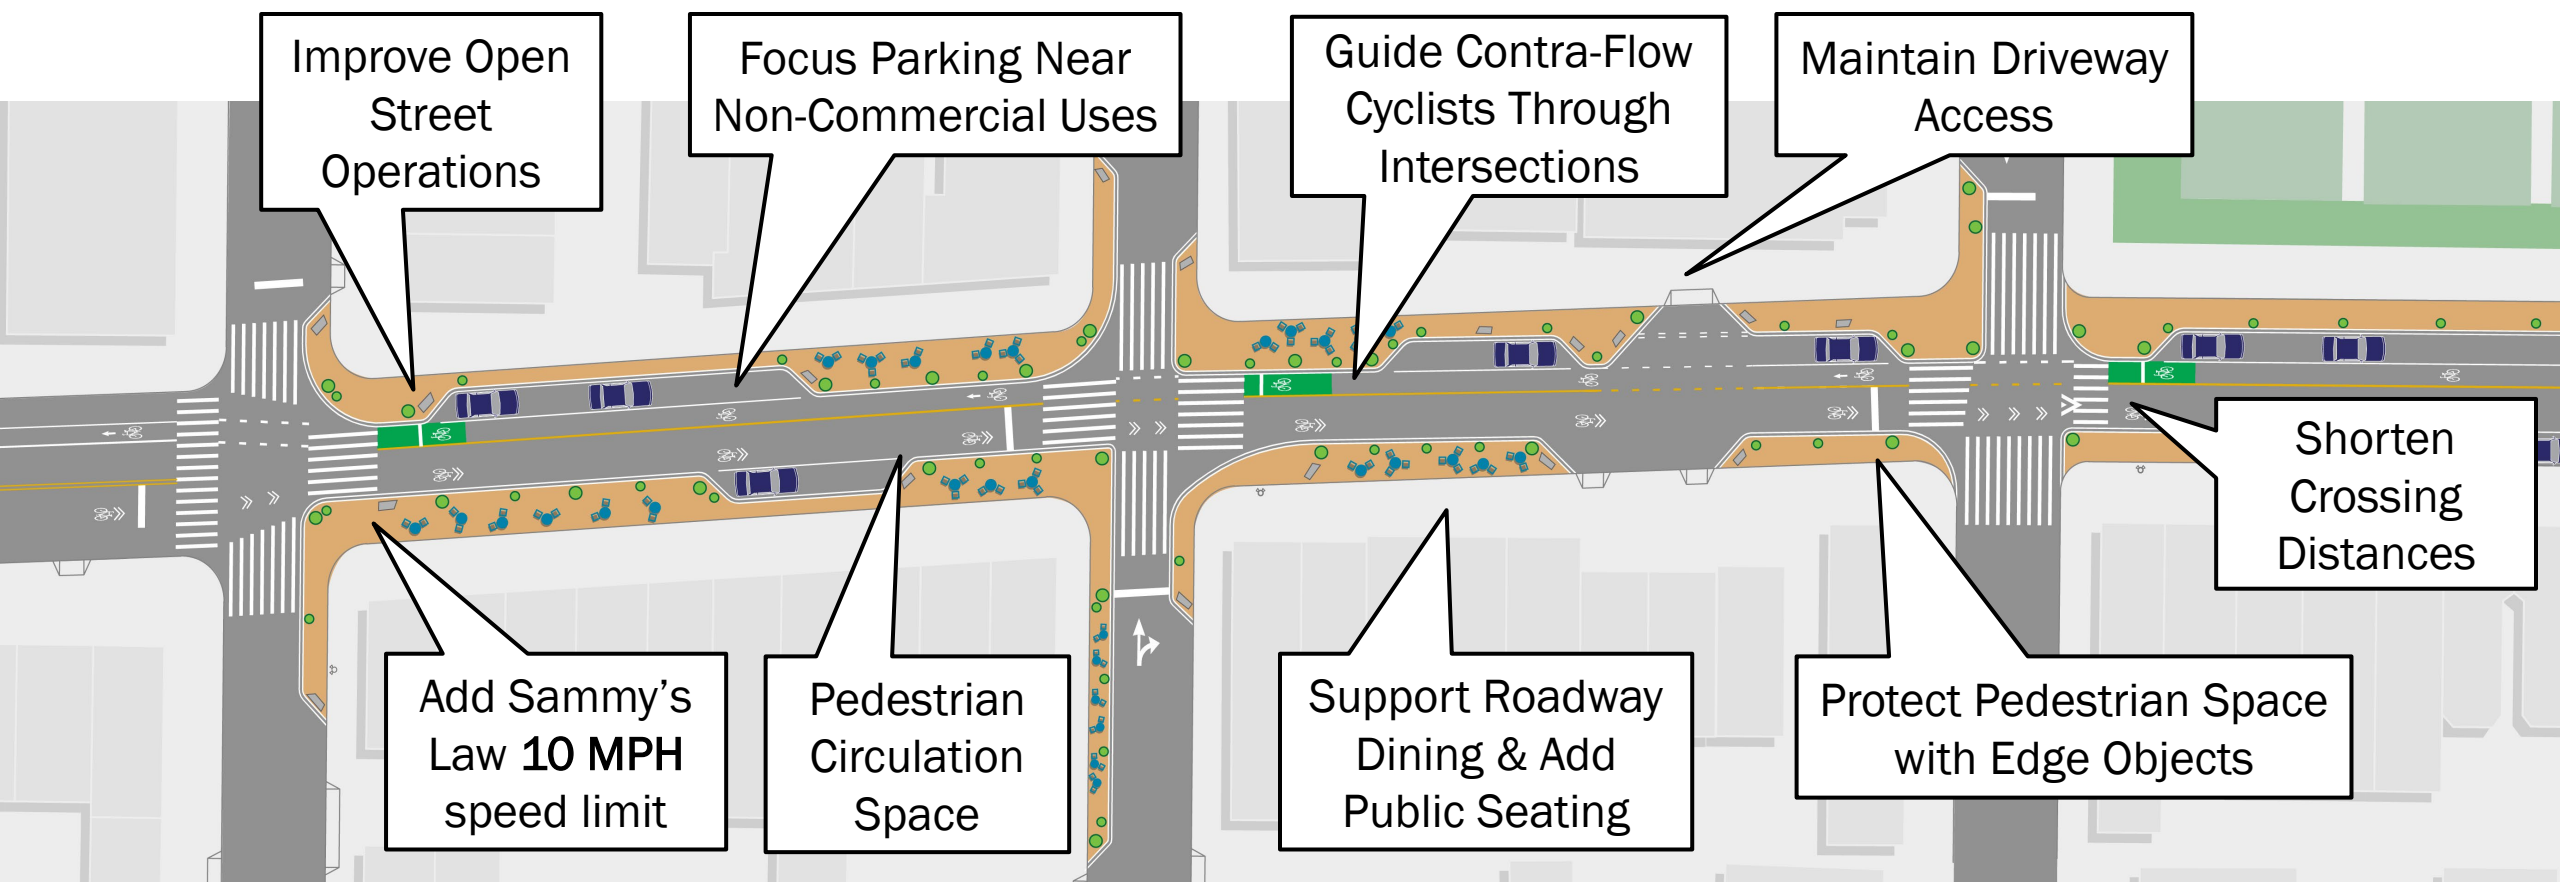 Improve Open
Street
Operations
Focus Parking Near
Non-Commercial Uses
Guide Contra-Flow
Cyclists Through
Intersections
Maintain Driveway
Access
Shorten
Crossing
Distances
Add Sammy’s
Law 10 MPH
speed limit
Pedestrian
Circulation
Space
Support Roadway
Dining & Add
Public Seating
Protect Pedestrian Space
with Edge Objects